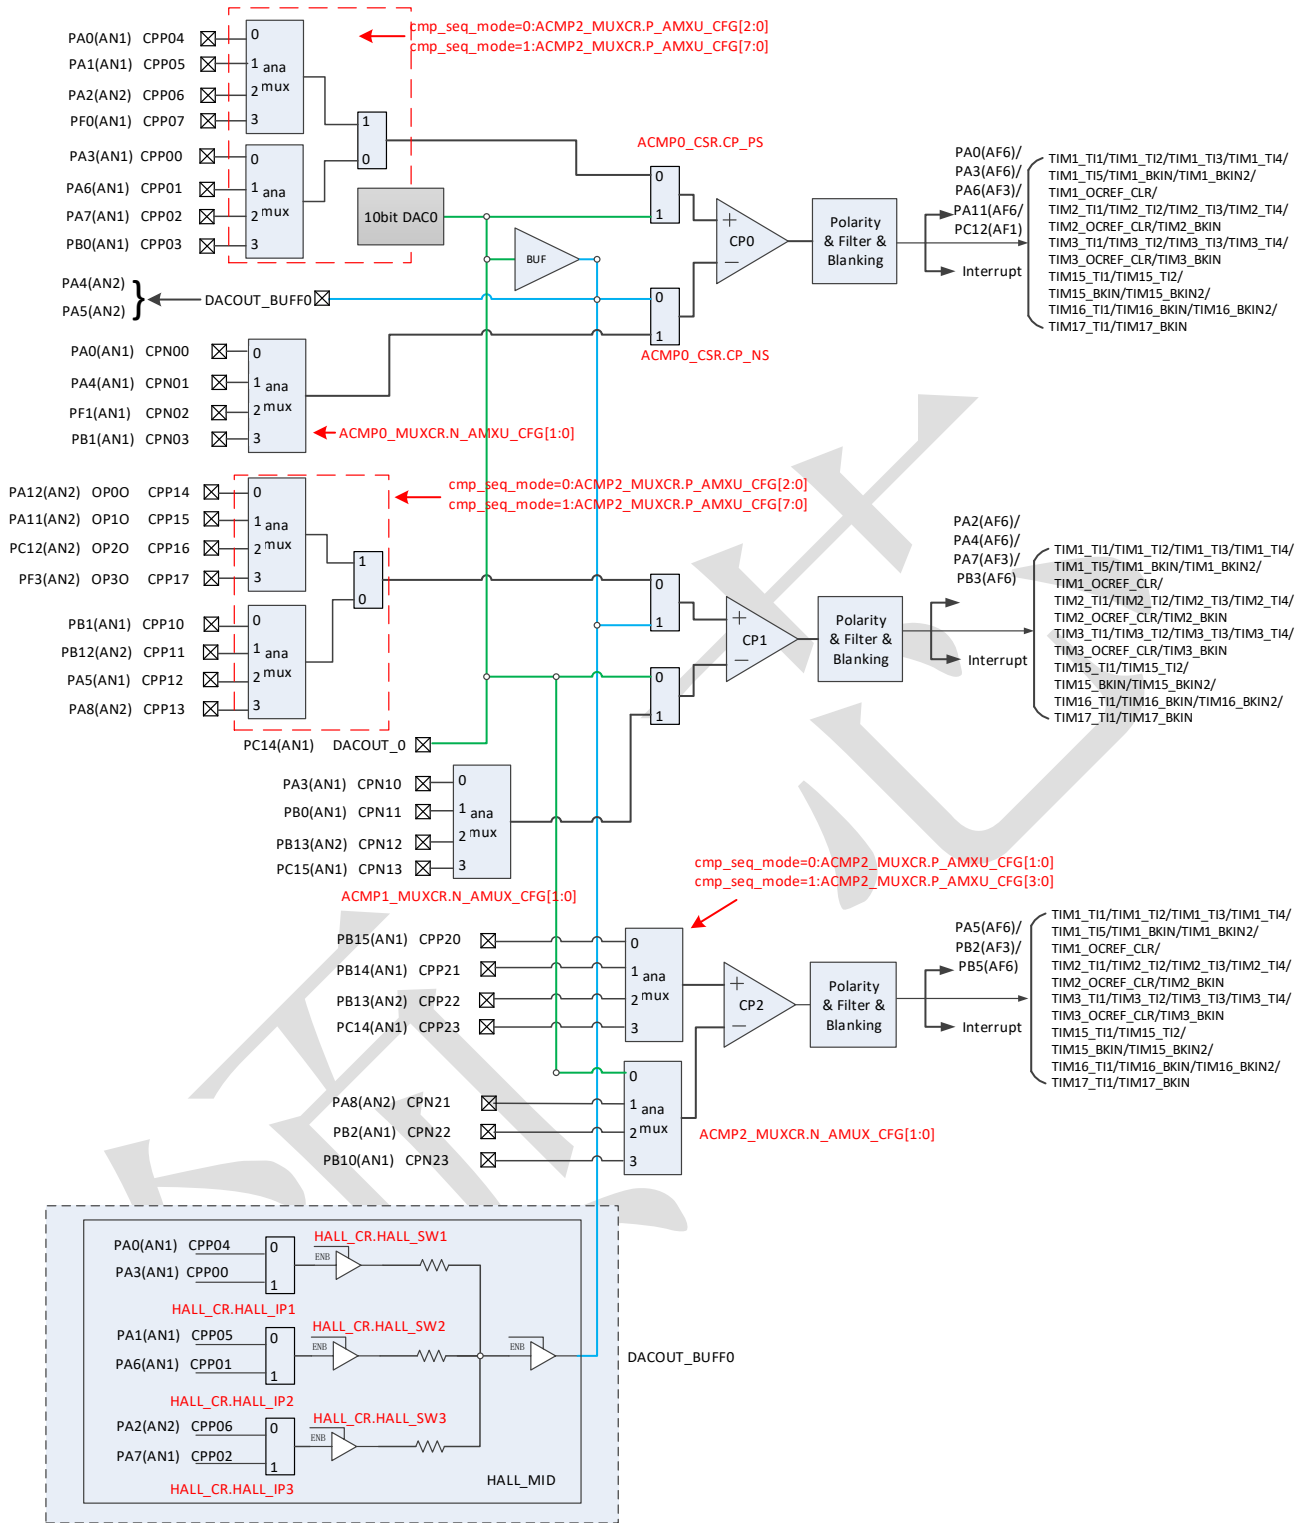 cmp_seq_mode=0:ACMP2_MUXCR.P_AMXU_CFG[2:0]
cmp_seq_mode=1:ACMP2_MUXCR.P_AMXU_CFG[7:0]
PA0(AN1) CPP04
PA1(AN1) CPP05
PA2(AN2) CPP06
PF0(AN1) CPP07
0
1
2
3
ana
mux
PA3(AN1) CPP00
PA6(AN1) CPP01
PA7(AN1) CPP02
PB0(AN1) CPP03
0
1
2
3
ana
mux
1
0
10bit DAC0
BUF
ACMP0_CSR.CP_PS
0
1
0
1
ACMP0_CSR.CP_NS
+
−
CP0
Polarity
& Filter &
Blanking
PA0(AF6)/
PA3(AF6)/
PA6(AF3)/
PA11(AF6/
PC12(AF1)
Interrupt
TIM1_TI1/TIM1_TI2/TIM1_TI3/TIM1_TI4/
TIM1_TI5/TIM1_BKIN/TIM1_BKIN2/
TIM1_OCREF_CLR/
TIM2_TI1/TIM2_TI2/TIM2_TI3/TIM2_TI4/
TIM2_OCREF_CLR/TIM2_BKIN
TIM3_TI1/TIM3_TI2/TIM3_TI3/TIM3_TI4/
TIM3_OCREF_CLR/TIM3_BKIN
TIM15_TI1/TIM15_TI2/
TIM15_BKIN/TIM15_BKIN2/
TIM16_TI1/TIM16_BKIN/TIM16_BKIN2/
TIM17_TI1/TIM17_BKIN
PA4(AN2)
PA5(AN2)
DACOUT_BUFF0
PA0(AN1) CPN00
PA4(AN1) CPN01
PF1(AN1) CPN02
PB1(AN1) CPN03
0
1
2
3
ana
mux
ACMP0_MUXCR.N_AMXU_CFG[1:0]
cmp_seq_mode=0:ACMP2_MUXCR.P_AMXU_CFG[2:0]
cmp_seq_mode=1:ACMP2_MUXCR.P_AMXU_CFG[7:0]
PA12(AN2) OP0O CPP14
PA11(AN2) OP1O CPP15
PC12(AN2) OP2O CPP16
PF3(AN2) OP3O CPP17
0
1
2
3
ana
mux
PB1(AN1) CPP10
PB12(AN2) CPP11
PA5(AN1) CPP12
PA8(AN2) CPP13
0
1
2
3
ana
mux
1
0
0
1
0
1
+
−
CP1
Polarity
& Filter &
Blanking
PA2(AF6)/
PA4(AF6)/
PA7(AF3)/
PB3(AF6)
Interrupt
TIM1_TI1/TIM1_TI2/TIM1_TI3/TIM1_TI4/
TIM1_TI5/TIM1_BKIN/TIM1_BKIN2/
TIM1_OCREF_CLR/
TIM2_TI1/TIM2_TI2/TIM2_TI3/TIM2_TI4/
TIM2_OCREF_CLR/TIM2_BKIN
TIM3_TI1/TIM3_TI2/TIM3_TI3/TIM3_TI4/
TIM3_OCREF_CLR/TIM3_BKIN
TIM15_TI1/TIM15_TI2/
TIM15_BKIN/TIM15_BKIN2/
TIM16_TI1/TIM16_BKIN/TIM16_BKIN2/
TIM17_TI1/TIM17_BKIN
PC14(AN1) DACOUT_0
PA3(AN1) CPN10
PB0(AN1) CPN11
PB13(AN2) CPN12
PC15(AN1) CPN13
0
1
2
3
ana
mux
ACMP1_MUXCR.N_AMUX_CFG[1:0]
cmp_seq_mode=0:ACMP2_MUXCR.P_AMXU_CFG[1:0]
cmp_seq_mode=1:ACMP2_MUXCR.P_AMXU_CFG[3:0]
PB15(AN1) CPP20
PB14(AN1) CPP21
PB13(AN2) CPP22
PC14(AN1) CPP23
0
1
2
3
ana
mux
+
−
CP2
Polarity
& Filter &
Blanking
PA5(AF6)/
PB2(AF3)/
PB5(AF6)
Interrupt
TIM1_TI1/TIM1_TI2/TIM1_TI3/TIM1_TI4/
TIM1_TI5/TIM1_BKIN/TIM1_BKIN2/
TIM1_OCREF_CLR/
TIM2_TI1/TIM2_TI2/TIM2_TI3/TIM2_TI4/
TIM2_OCREF_CLR/TIM2_BKIN
TIM3_TI1/TIM3_TI2/TIM3_TI3/TIM3_TI4/
TIM3_OCREF_CLR/TIM3_BKIN
TIM15_TI1/TIM15_TI2/
TIM15_BKIN/TIM15_BKIN2/
TIM16_TI1/TIM16_BKIN/TIM16_BKIN2/
TIM17_TI1/TIM17_BKIN
PA8(AN2) CPN21
PB2(AN1) CPN22
PB10(AN1) CPN23
0
1
2
3
ana
mux
ACMP2_MUXCR.N_AMUX_CFG[1:0]
PA0(AN1) CPP04
PA3(AN1) CPP00
0
1
HALL_CR.HALL_SW1
ENB
HALL_CR.HALL_IP1
PA1(AN1) CPP05
PA6(AN1) CPP01
0
1
HALL_CR.HALL_SW2
ENB
ENB
DACOUT_BUFF0
HALL_CR.HALL_IP2
PA2(AN2) CPP06
PA7(AN1) CPP02
0
1
HALL_CR.HALL_SW3
ENB
HALL_CR.HALL_IP3
HALL_MID